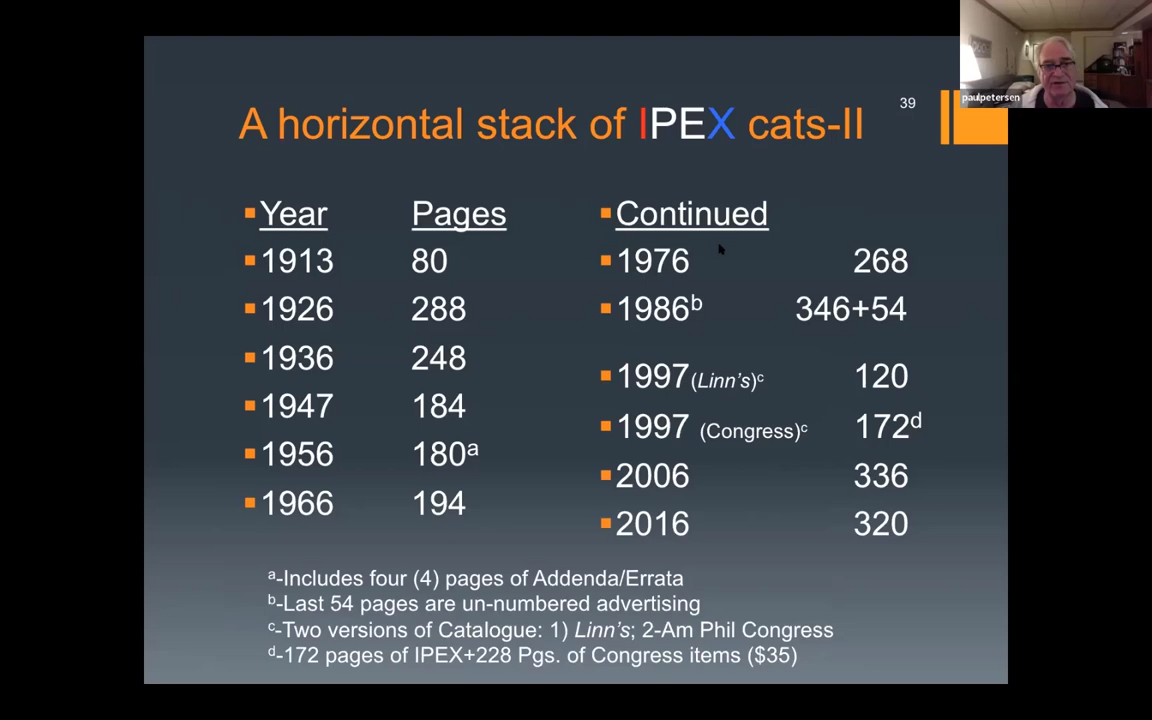 paulpetersen
39
A horizontal stack of IPEX cats-II
Year Pages
1913 80
1926 288
1936 248
1947 184
1956 180ᵃ
1966 194
Continued
1976 268
1986ᵇ 346+54
1997(Linn’s)ᶜ 120
1997 (Congress)ᶜ 172ᵈ
2006 336
2016 320
ᵃ-Includes four (4) pages of Addenda/Errata
ᵇ-Last 54 pages are un-numbered advertising
ᶜ-Two versions of Catalogue: 1) Linn’s; 2-Am Phil Congress
ᵈ-172 pages of IPEX+228 Pgs. of Congress items ($35)